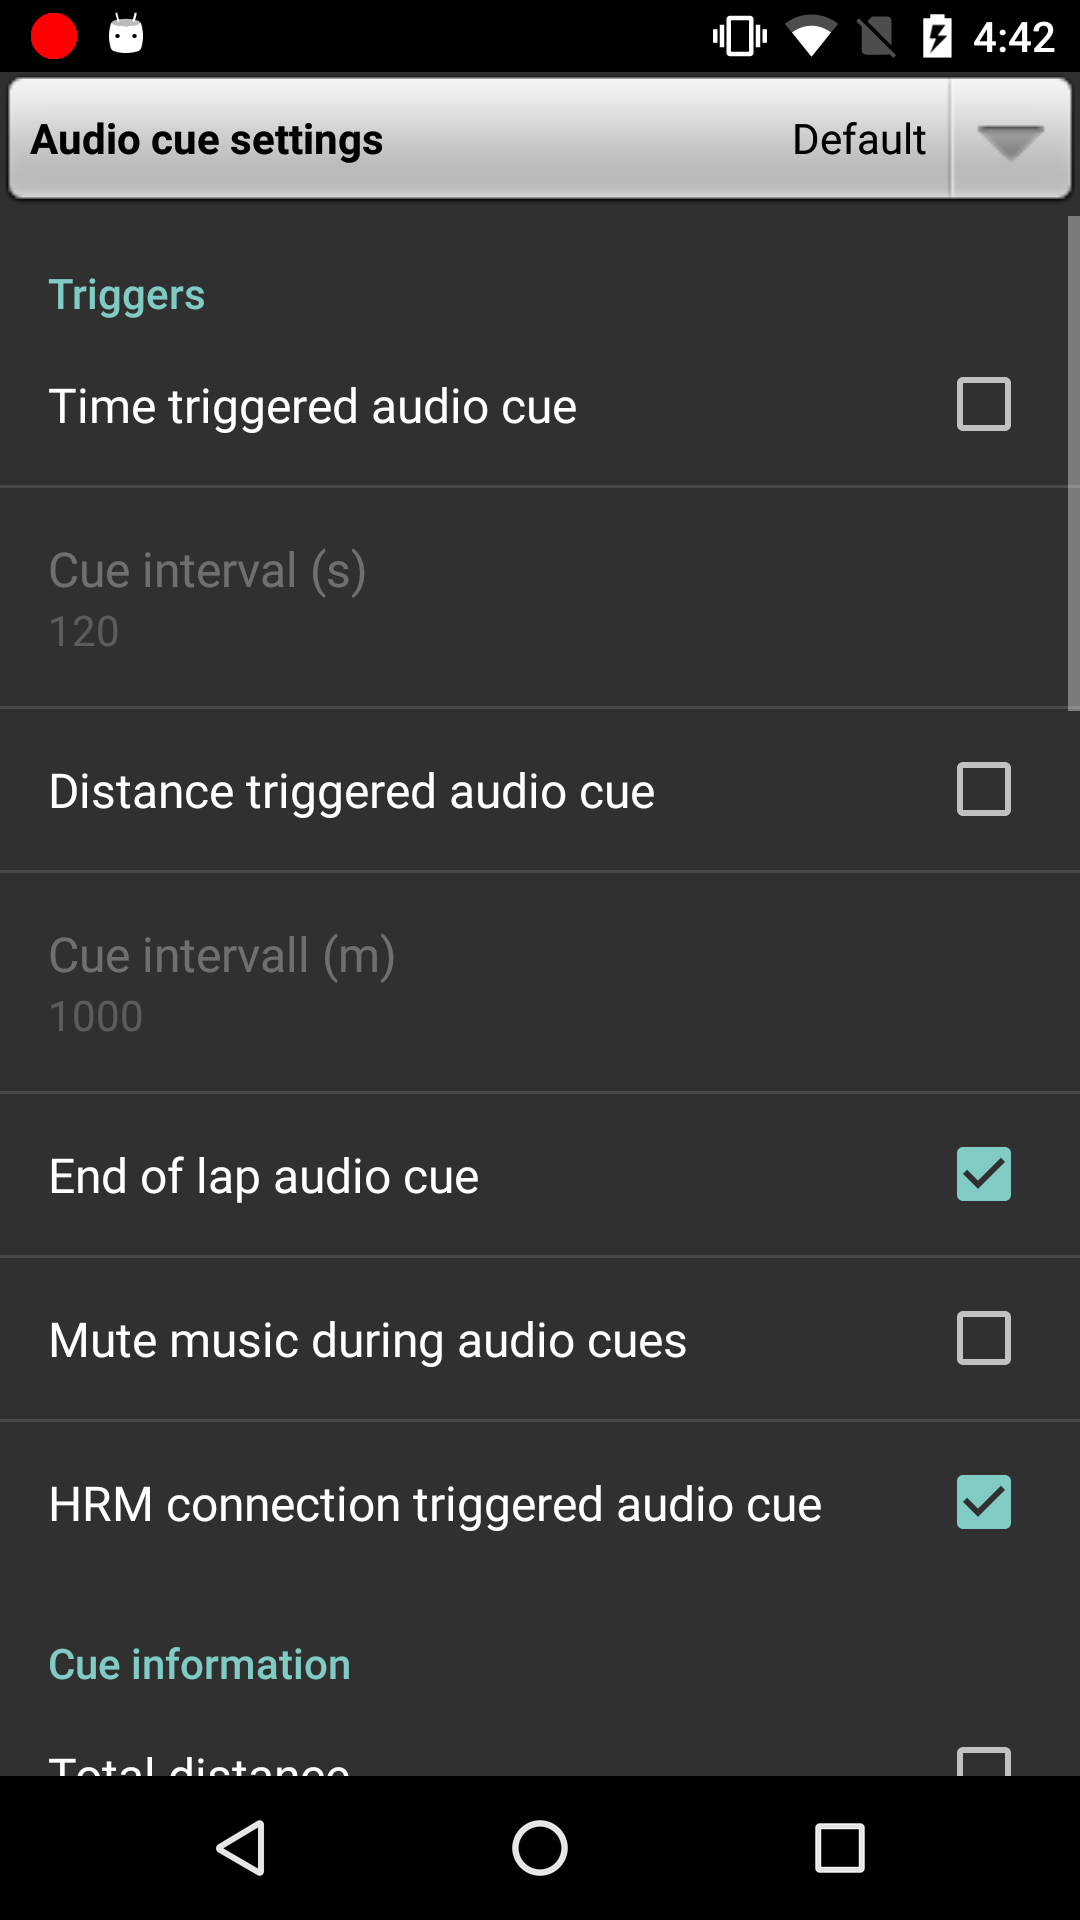 4:42
Audio cue settings Default
Triggers
Time triggered audio cue
Cue interval (s)
120
Distance triggered audio cue
Cue intervall (m)
1000
End of lap audio cue
Mute music during audio cues
HRM connection triggered audio cue
Cue information
Total distance